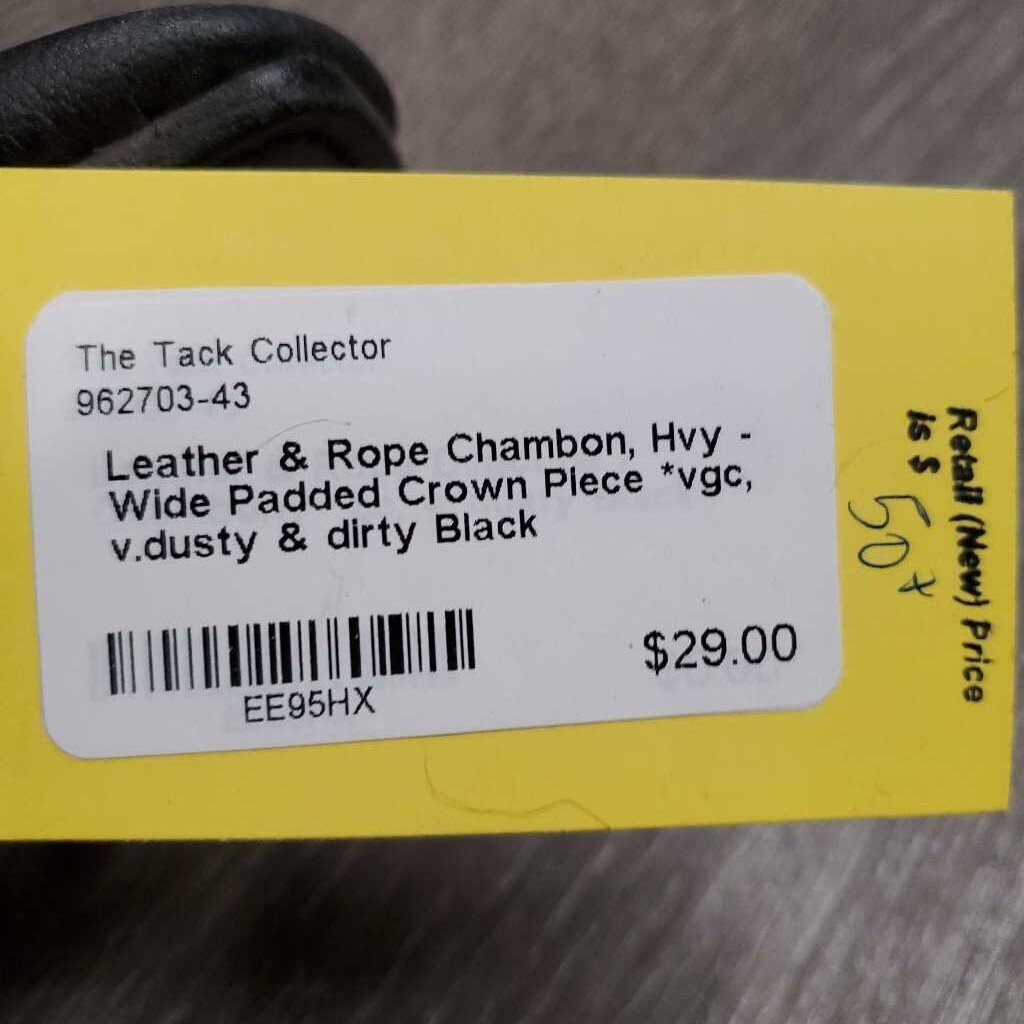 The Tack Collector
962703-43
Leather & Rope Chambon, Hvy -
Wide Padded Crown Piece *vgc,
v.dusty & dirty Black
EE95HX
$29.00
Retail (New) Price
is $
50+